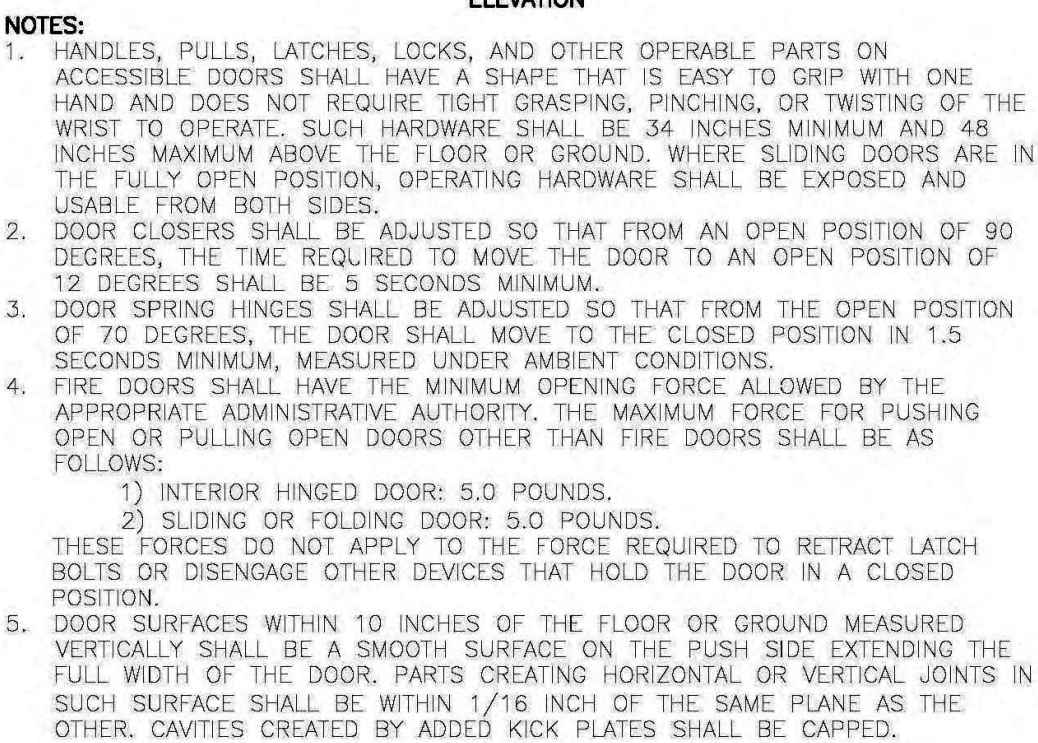 ELEVATION
NOTES:
1. HANDLES, PULLS, LATCHES, LOCKS, AND OTHER OPERABLE PARTS ON
ACCESSIBLE DOORS SHALL HAVE A SHAPE THAT IS EASY TO GRIP WITH ONE
HAND AND DOES NOT REQUIRE TIGHT GRASPING, PINCHING, OR TWISTING OF THE
WRIST TO OPERATE. SUCH HARDWARE SHALL BE 34 INCHES MINIMUM AND 48
INCHES MAXIMUM ABOVE THE FLOOR OR GROUND. WHERE SLIDING DOORS ARE IN
THE FULLY OPEN POSITION, OPERATING HARDWARE SHALL BE EXPOSED AND
USABLE FROM BOTH SIDES.
2. DOOR CLOSERS SHALL BE ADJUSTED SO THAT FROM AN OPEN POSITION OF 90
DEGREES, THE TIME REQUIRED TO MOVE THE DOOR TO AN OPEN POSITION OF
12 DEGREES SHALL BE 5 SECONDS MINIMUM.
3. DOOR SPRING HINGES SHALL BE ADJUSTED SO THAT FROM THE OPEN POSITION
OF 70 DEGREES, THE DOOR SHALL MOVE TO THE CLOSED POSITION IN 1.5
SECONDS MINIMUM, MEASURED UNDER AMBIENT CONDITIONS.
4. FIRE DOORS SHALL HAVE THE MINIMUM OPENING FORCE ALLOWED BY THE
APPROPRIATE ADMINISTRATIVE AUTHORITY. THE MAXIMUM FORCE FOR PUSHING
OPEN OR PULLING OPEN DOORS OTHER THAN FIRE DOORS SHALL BE AS
FOLLOWS:
1) INTERIOR HINGED DOOR: 5.0 POUNDS.
2) SLIDING OR FOLDING DOOR: 5.0 POUNDS.
THESE FORCES DO NOT APPLY TO THE FORCE REQUIRED TO RETRACT LATCH
BOLTS OR DISENGAGE OTHER DEVICES THAT HOLD THE DOOR IN A CLOSED
POSITION.
5. DOOR SURFACES WITHIN 10 INCHES OF THE FLOOR OR GROUND MEASURED
VERTICALLY SHALL BE A SMOOTH SURFACE ON THE PUSH SIDE EXTENDING THE
FULL WIDTH OF THE DOOR. PARTS CREATING HORIZONTAL OR VERTICAL JOINTS IN
SUCH SURFACE SHALL BE WITHIN 1/16 INCH OF THE SAME PLANE AS THE
OTHER. CAVITIES CREATED BY ADDED KICK PLATES SHALL BE CAPPED.